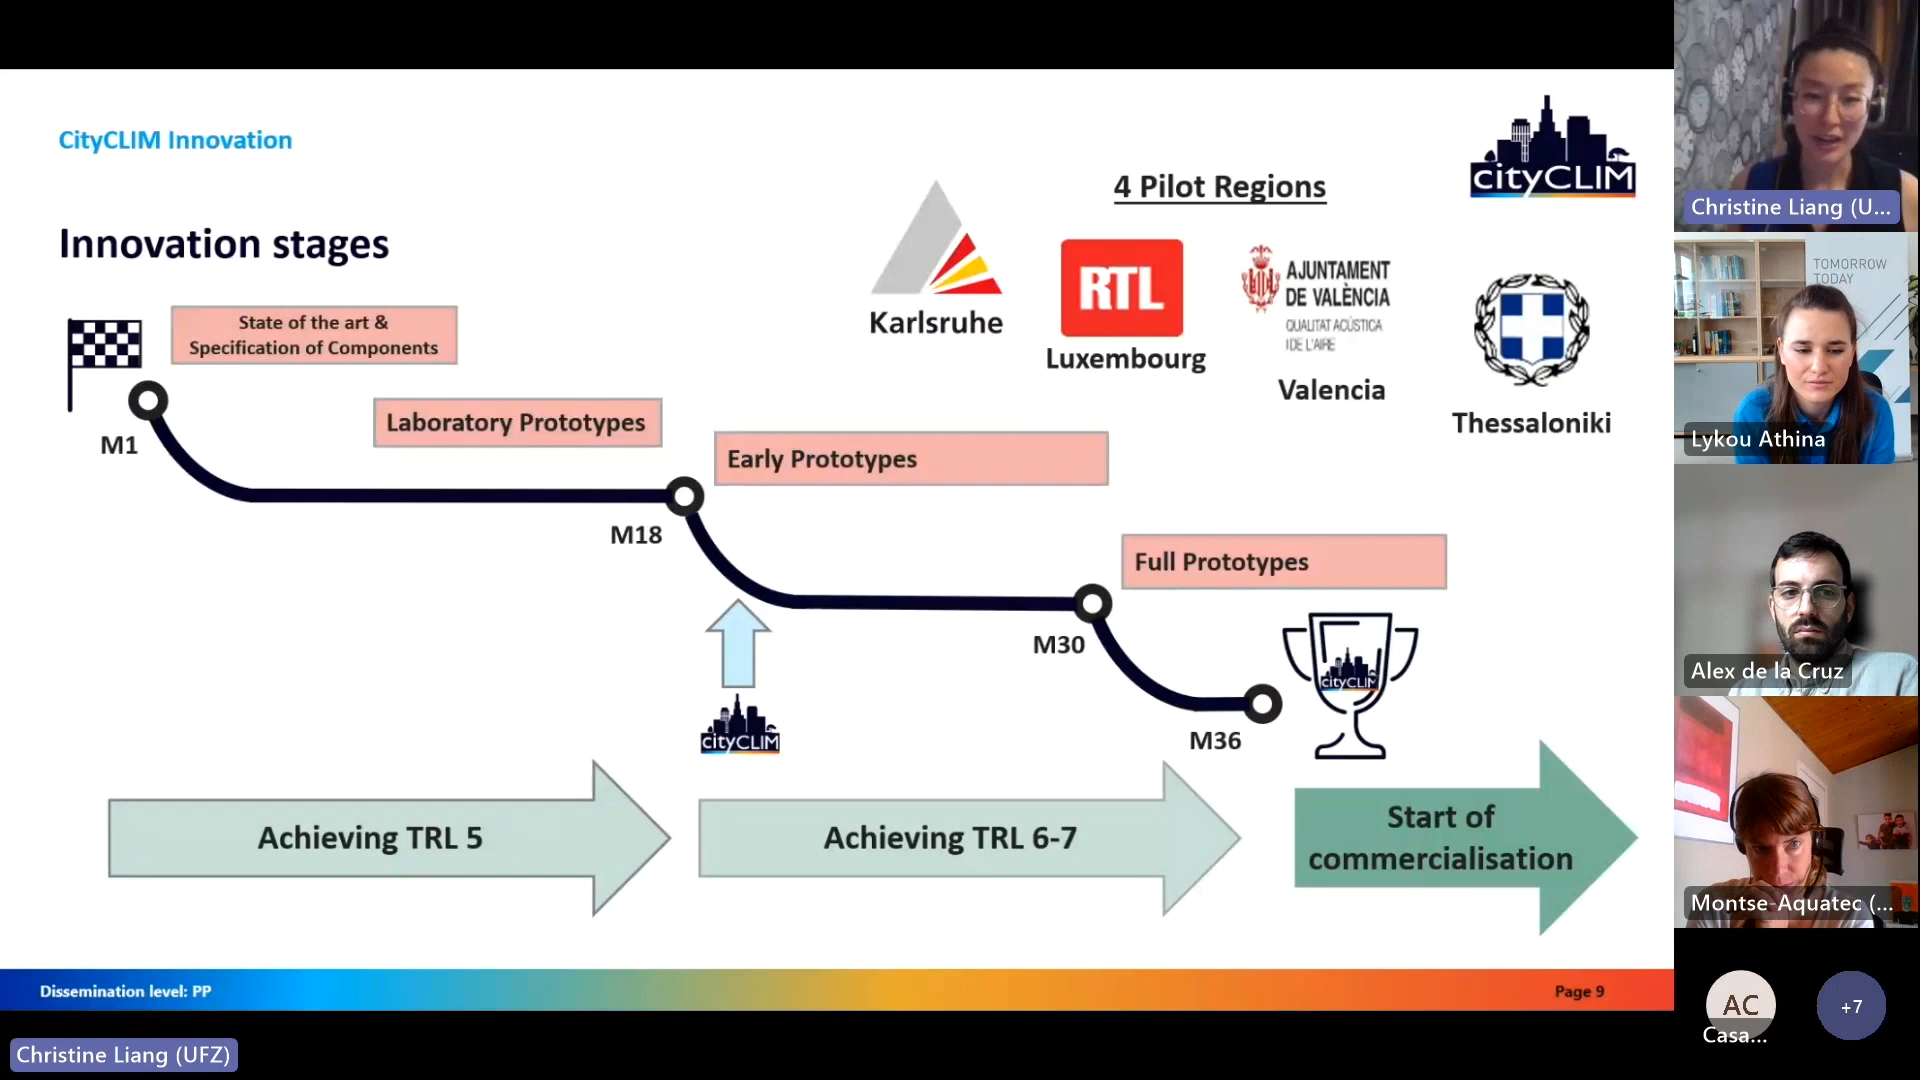 CityCLIM Innovation
Innovation stages
4 Pilot Regions
cityCLIM
Karlsruhe
RTL
Luxembourg
AJUNTAMENT
DE VALÈNCIA
QUALITAT ACÚSTICA
I DE L'AIRE
Valencia
Thessaloniki
State of the art &
Specification of Components
M1
Laboratory Prototypes
M18
Early Prototypes
M30
Full Prototypes
cityCLIM
M36
cityCLIM
Achieving TRL 5
Achieving TRL 6-7
Start of
commercialisation
Dissemination level: PP
Page 9
Christine Liang (UFZ)
Christine Liang (U...
TOMORROW
TODAY
Lykou Athina
Alex de la Cruz
Montse-Aquatec (...
AC
Casa...
+7